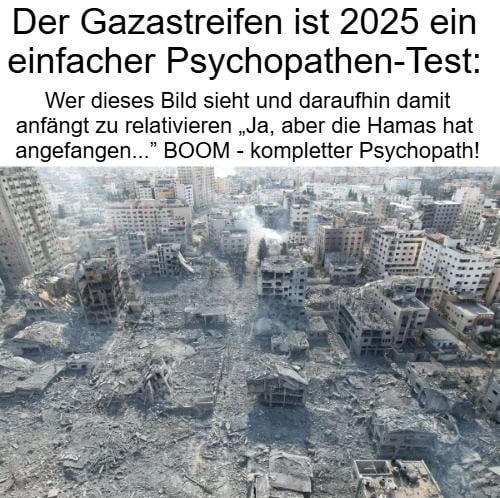 Der Gazastreifen ist 2025 ein
einfacher Psychopathen-Test:
Wer dieses Bild sieht und daraufhin damit
anfängt zu relativieren „Ja, aber die Hamas hat
angefangen...” BOOM - kompletter Psychopath!